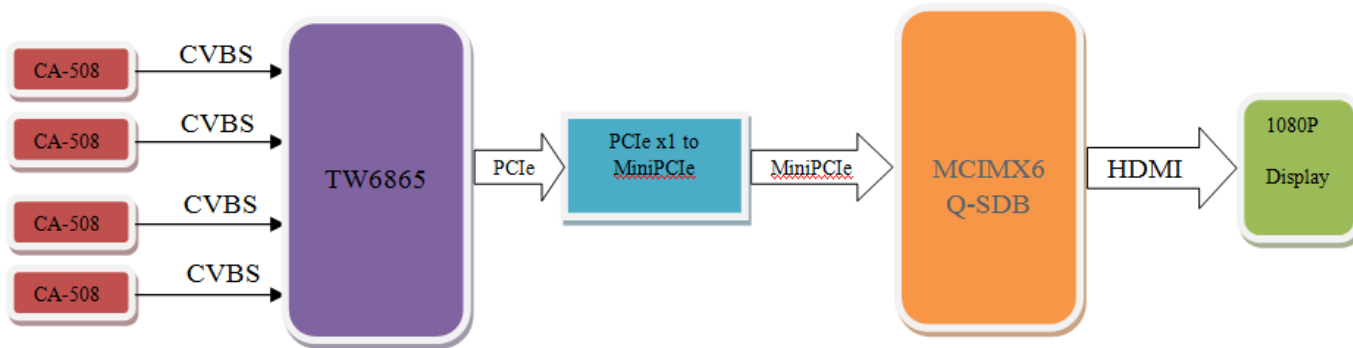 CA-508
CVBS
CA-508
CVBS
CA-508
CVBS
CA-508
CVBS
TW6865
PCIe
PCIe x1 to
MiniPCIe
MiniPCIe
MCIMX6
Q-SDB
HDMI
1080P
Display